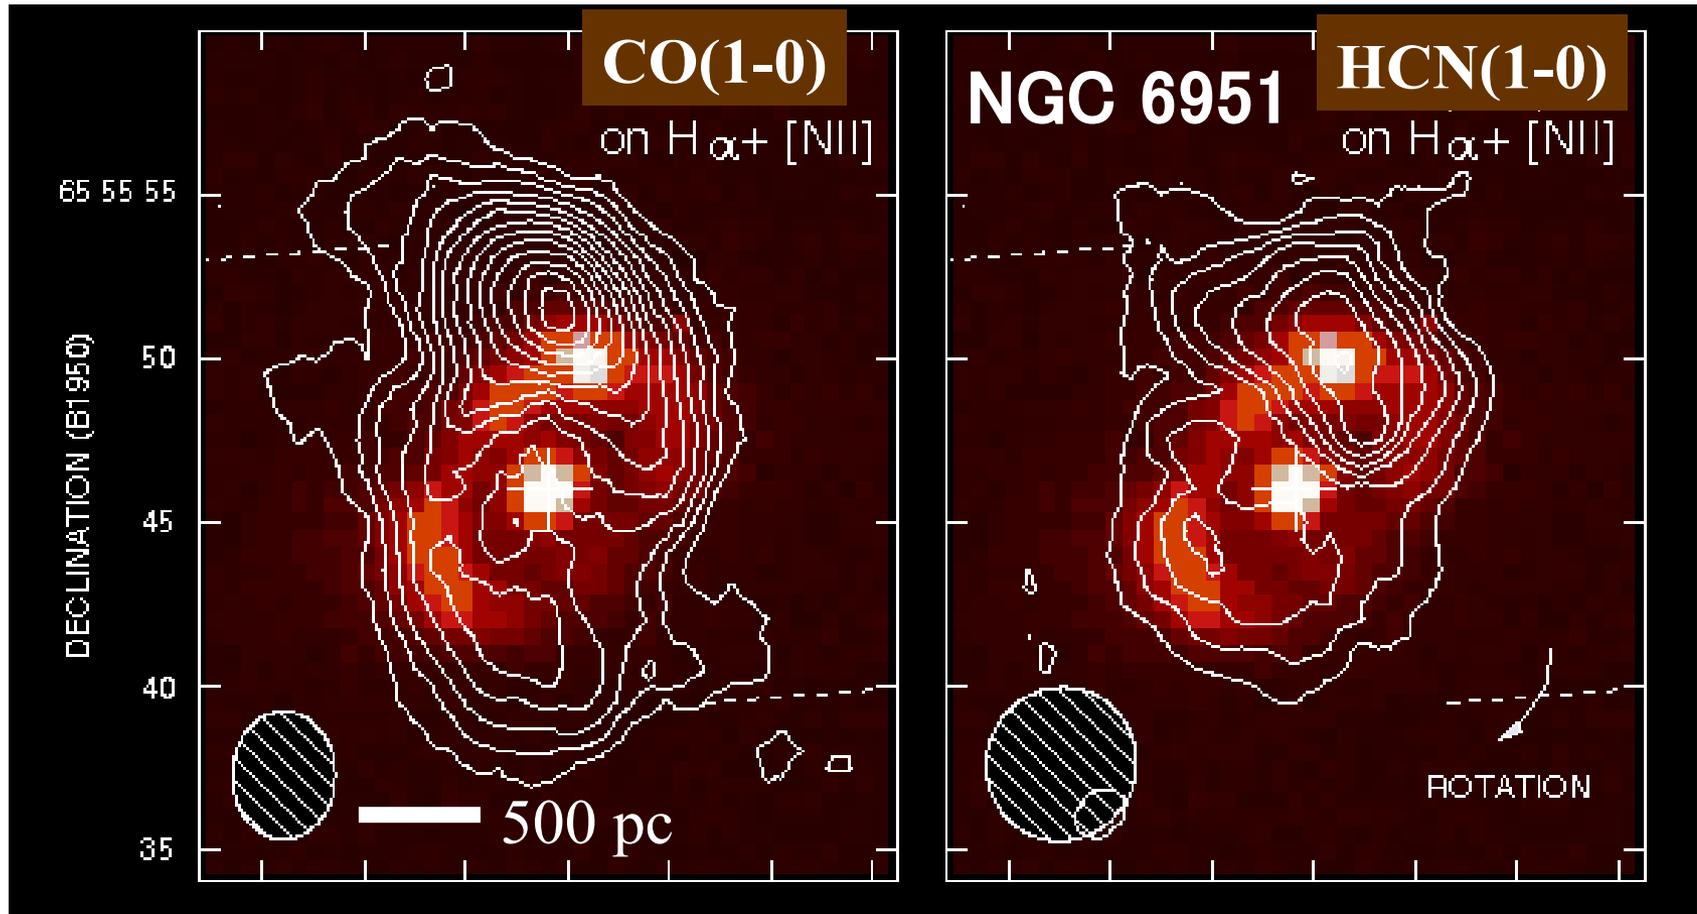 CO(1-0)
on Hα+ [NII]
NGC 6951
HCN(1-0)
on Hα+ [NII]
DECLINATION (B1950)
65 55 55
50
45
40
35
500 pc
ROTATION